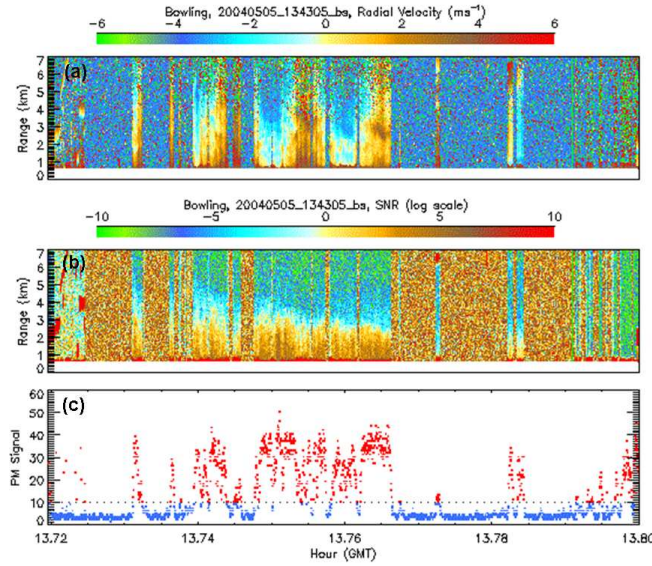 Bowling, 20040505_134305_bs, Radial Velocity (ms⁻¹)
-6 -4 -2 0 2 4 6
(a)
Range (km)
7
6
5
4
3
2
1
0
Bowling, 20040505_134305_bs, SNR (log scale)
-10 -5 0 5 10
(b)
Range (km)
7
6
5
4
3
2
1
0
(c)
PM Signal
60
50
40
30
20
10
0
13.72 13.74 13.76 13.78 13.80
Hour (GMT)